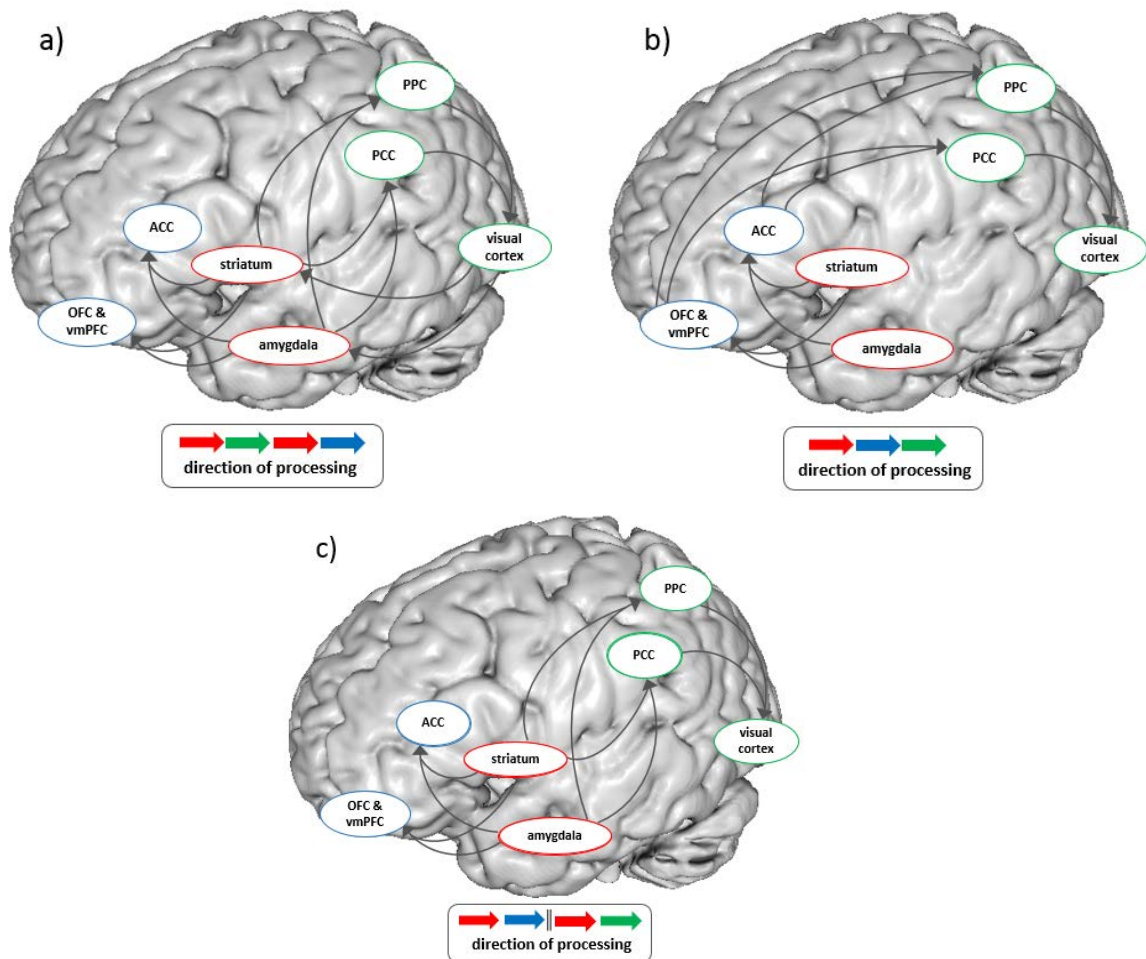 a)
PPC
PCC
ACC
striatum
visual
cortex
OFC &
vmPFC
amygdala
direction of processing
b)
PPC
PCC
ACC
striatum
visual
cortex
OFC &
vmPFC
amygdala
direction of processing
c)
PPC
PCC
ACC
striatum
visual
cortex
OFC &
vmPFC
amygdala
direction of processing